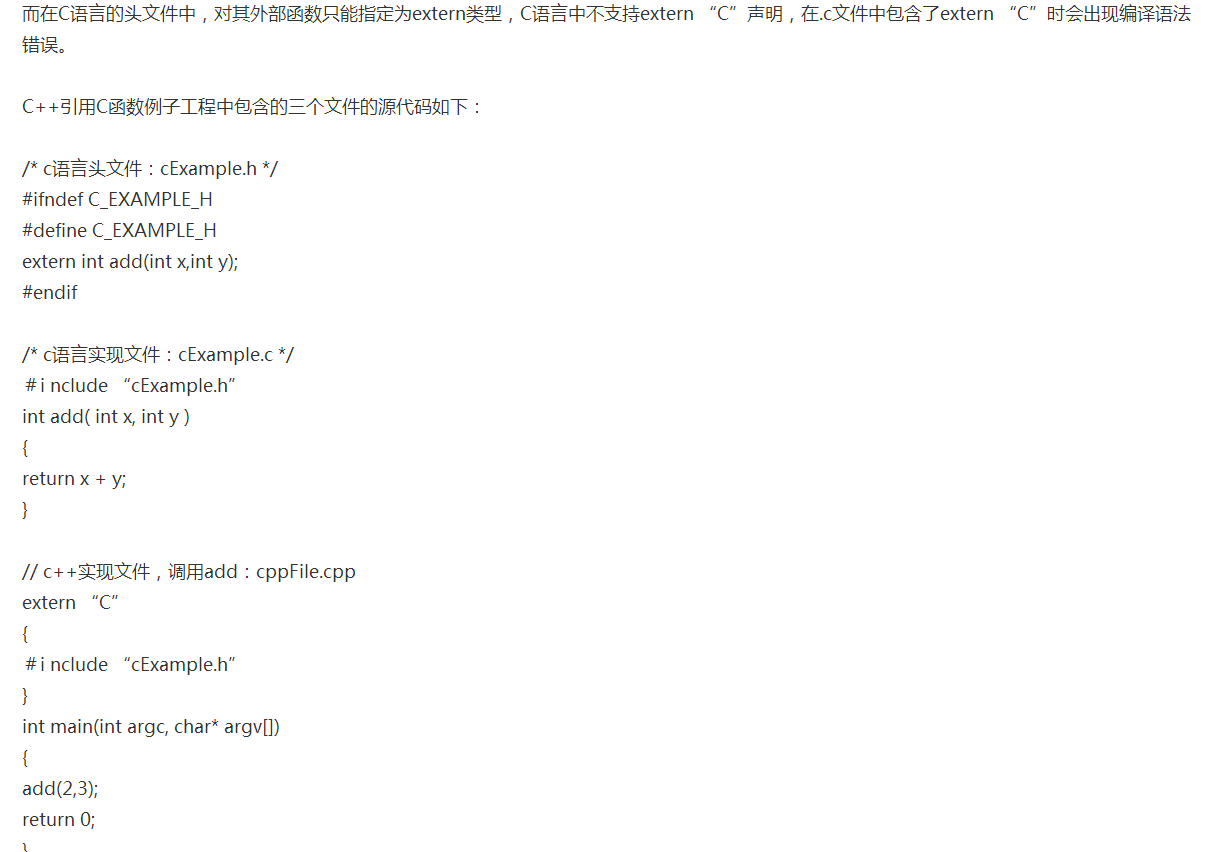 而在C语言的头文件中，对其外部函数只能指定为extern类型，C语言中不支持extern “C”声明，在.c文件中包含了extern “C”时会出现编译语法
错误。
C++引用C函数例子工程中包含的三个文件的源代码如下：
/* c语言头文件：cExample.h */
#ifndef C_EXAMPLE_H
#define C_EXAMPLE_H
extern int add(int x,int y);
#endif
/* c语言实现文件：cExample.c */
＃i nclude “cExample.h”
int add( int x, int y )
{
return x + y;
}
// c++实现文件，调用add：cppFile.cpp
extern “C”
{
＃i nclude “cExample.h”
}
int main(int argc, char* argv[])
{
add(2,3);
return 0;
}